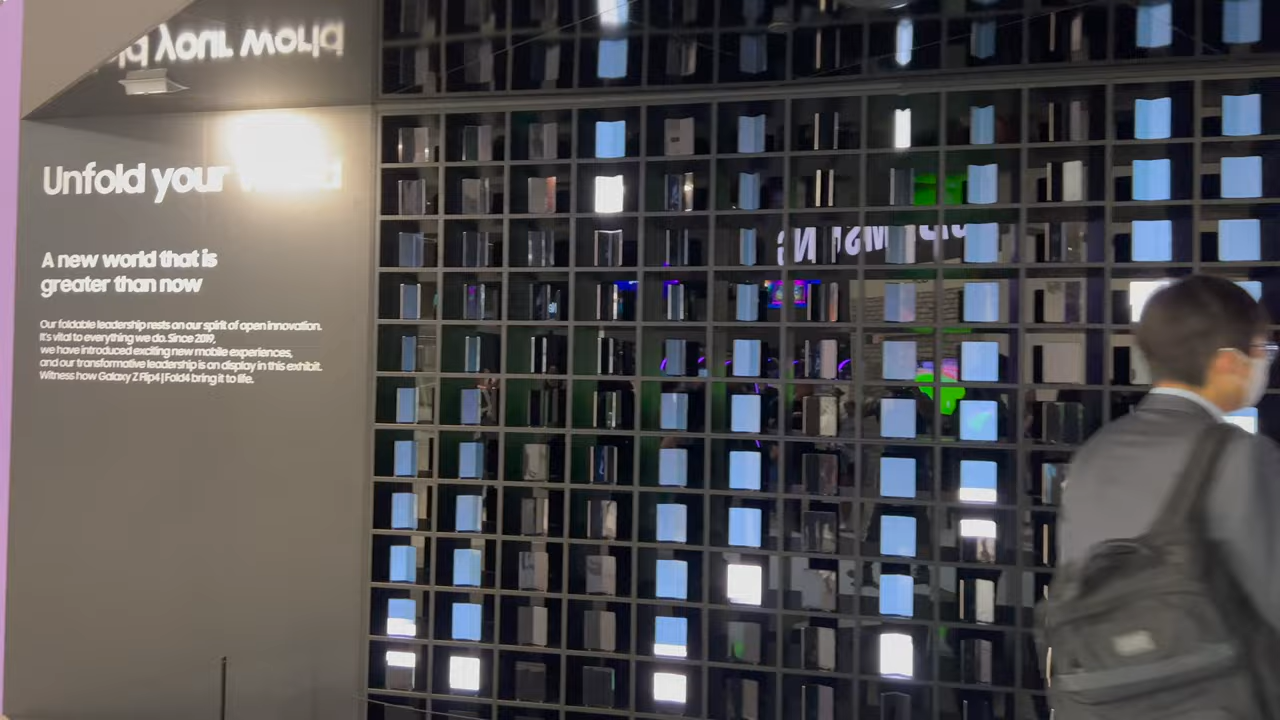 Unfold your
A new world that is
greater than now
Our foldable leadership rests on our spirit of open innovation.
It's vital to everything we do. Since 2019,
we have introduced exciting new mobile experiences,
and our transformative leadership is on display in this exhibit.
Witness how Galaxy Z Flip4 | Fold4 bring it to life.